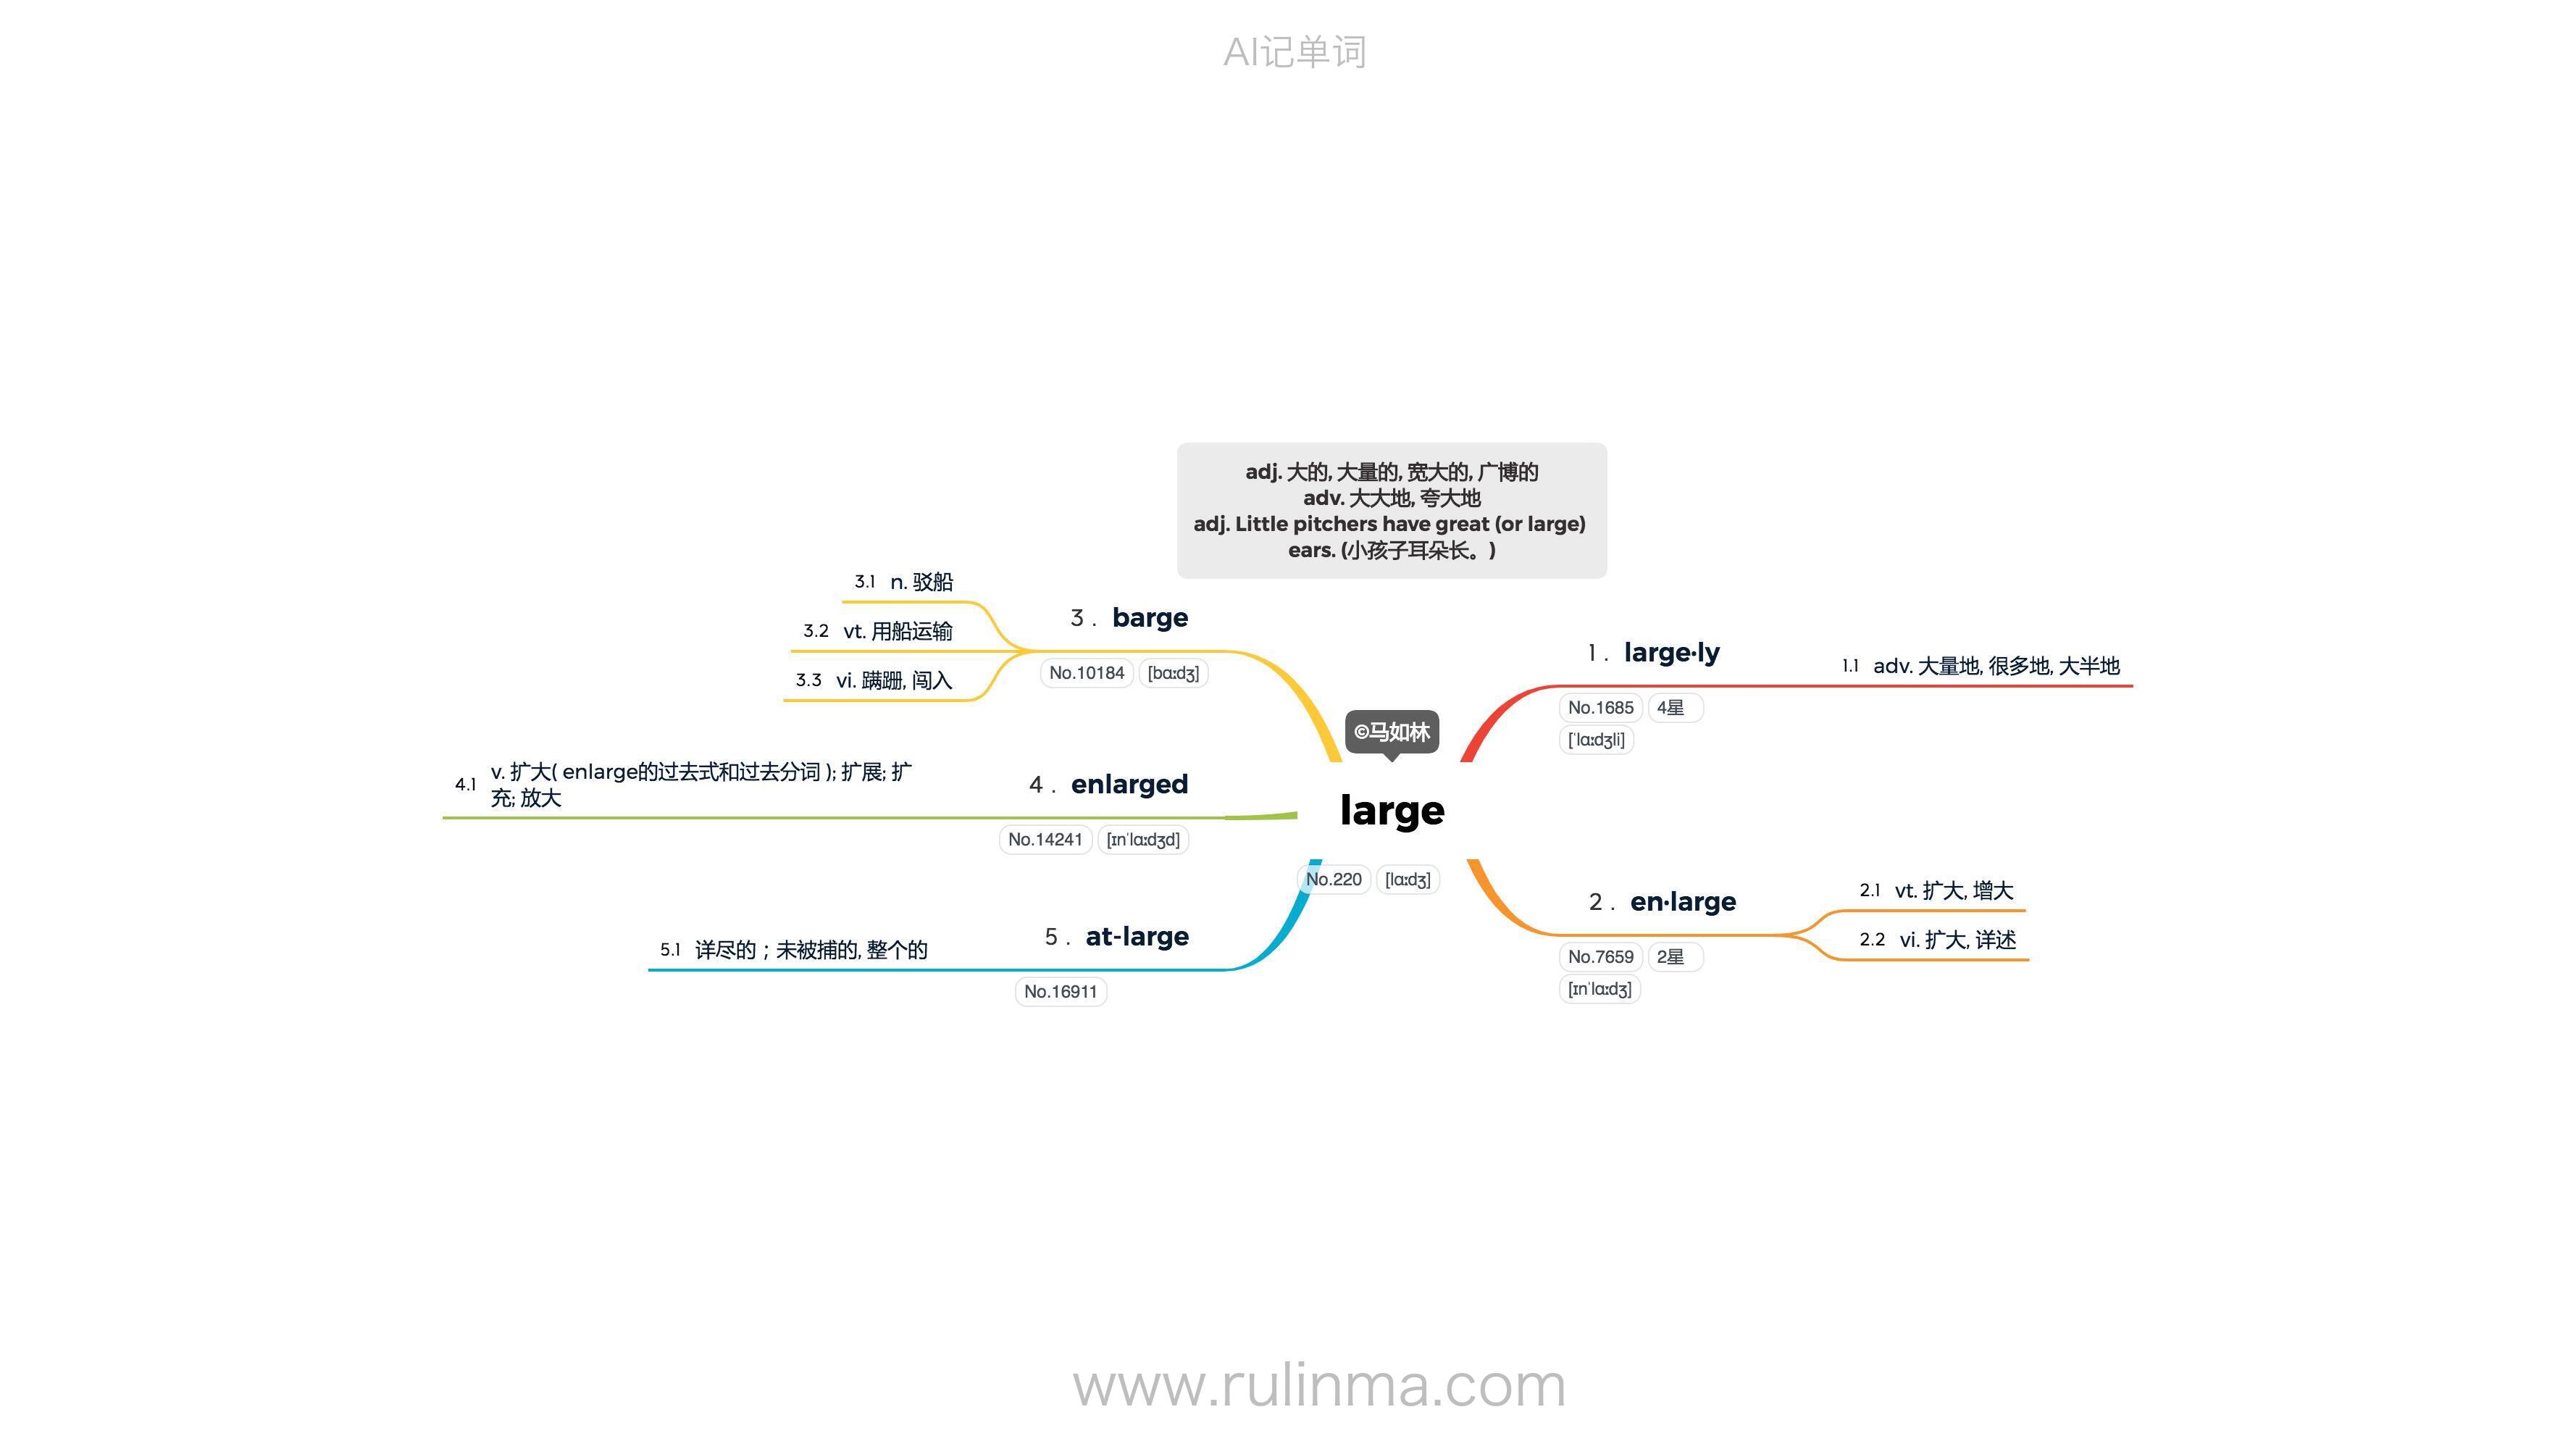 AI记单词
adj. 大的, 大量的, 宽大的, 广博的
adv. 大大地, 夸大地
adj. Little pitchers have great (or large)
ears. (小孩子耳朵长。)
©马如林
large
No.220 [lɑːdʒ]
1. large·ly
No.1685 4星
[ˈlɑːdʒli]
1.1 adv. 大量地, 很多地, 大半地
2. en·large
No.7659 2星
[ɪnˈlɑːdʒ]
2.1 vt. 扩大, 增大
2.2 vi. 扩大, 详述
3. barge
No.10184 [bɑːdʒ]
3.1 n. 驳船
3.2 vt. 用船运输
3.3 vi. 蹒跚, 闯入
4. enlarged
No.14241 [ɪnˈlɑːdʒd]
4.1 v. 扩大( enlarge的过去式和过去分词 ); 扩展; 扩
充; 放大
5. at-large
No.16911
5.1 详尽的；未被捕的, 整个的
www.rulinma.com